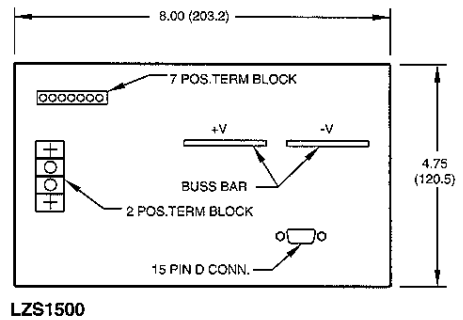 8.00 (203.2)
7 POS.TERM BLOCK
+V
-V
4.75
(120.5)
BUSS BAR
2 POS.TERM BLOCK
15 PIN D CONN.
LZS1500